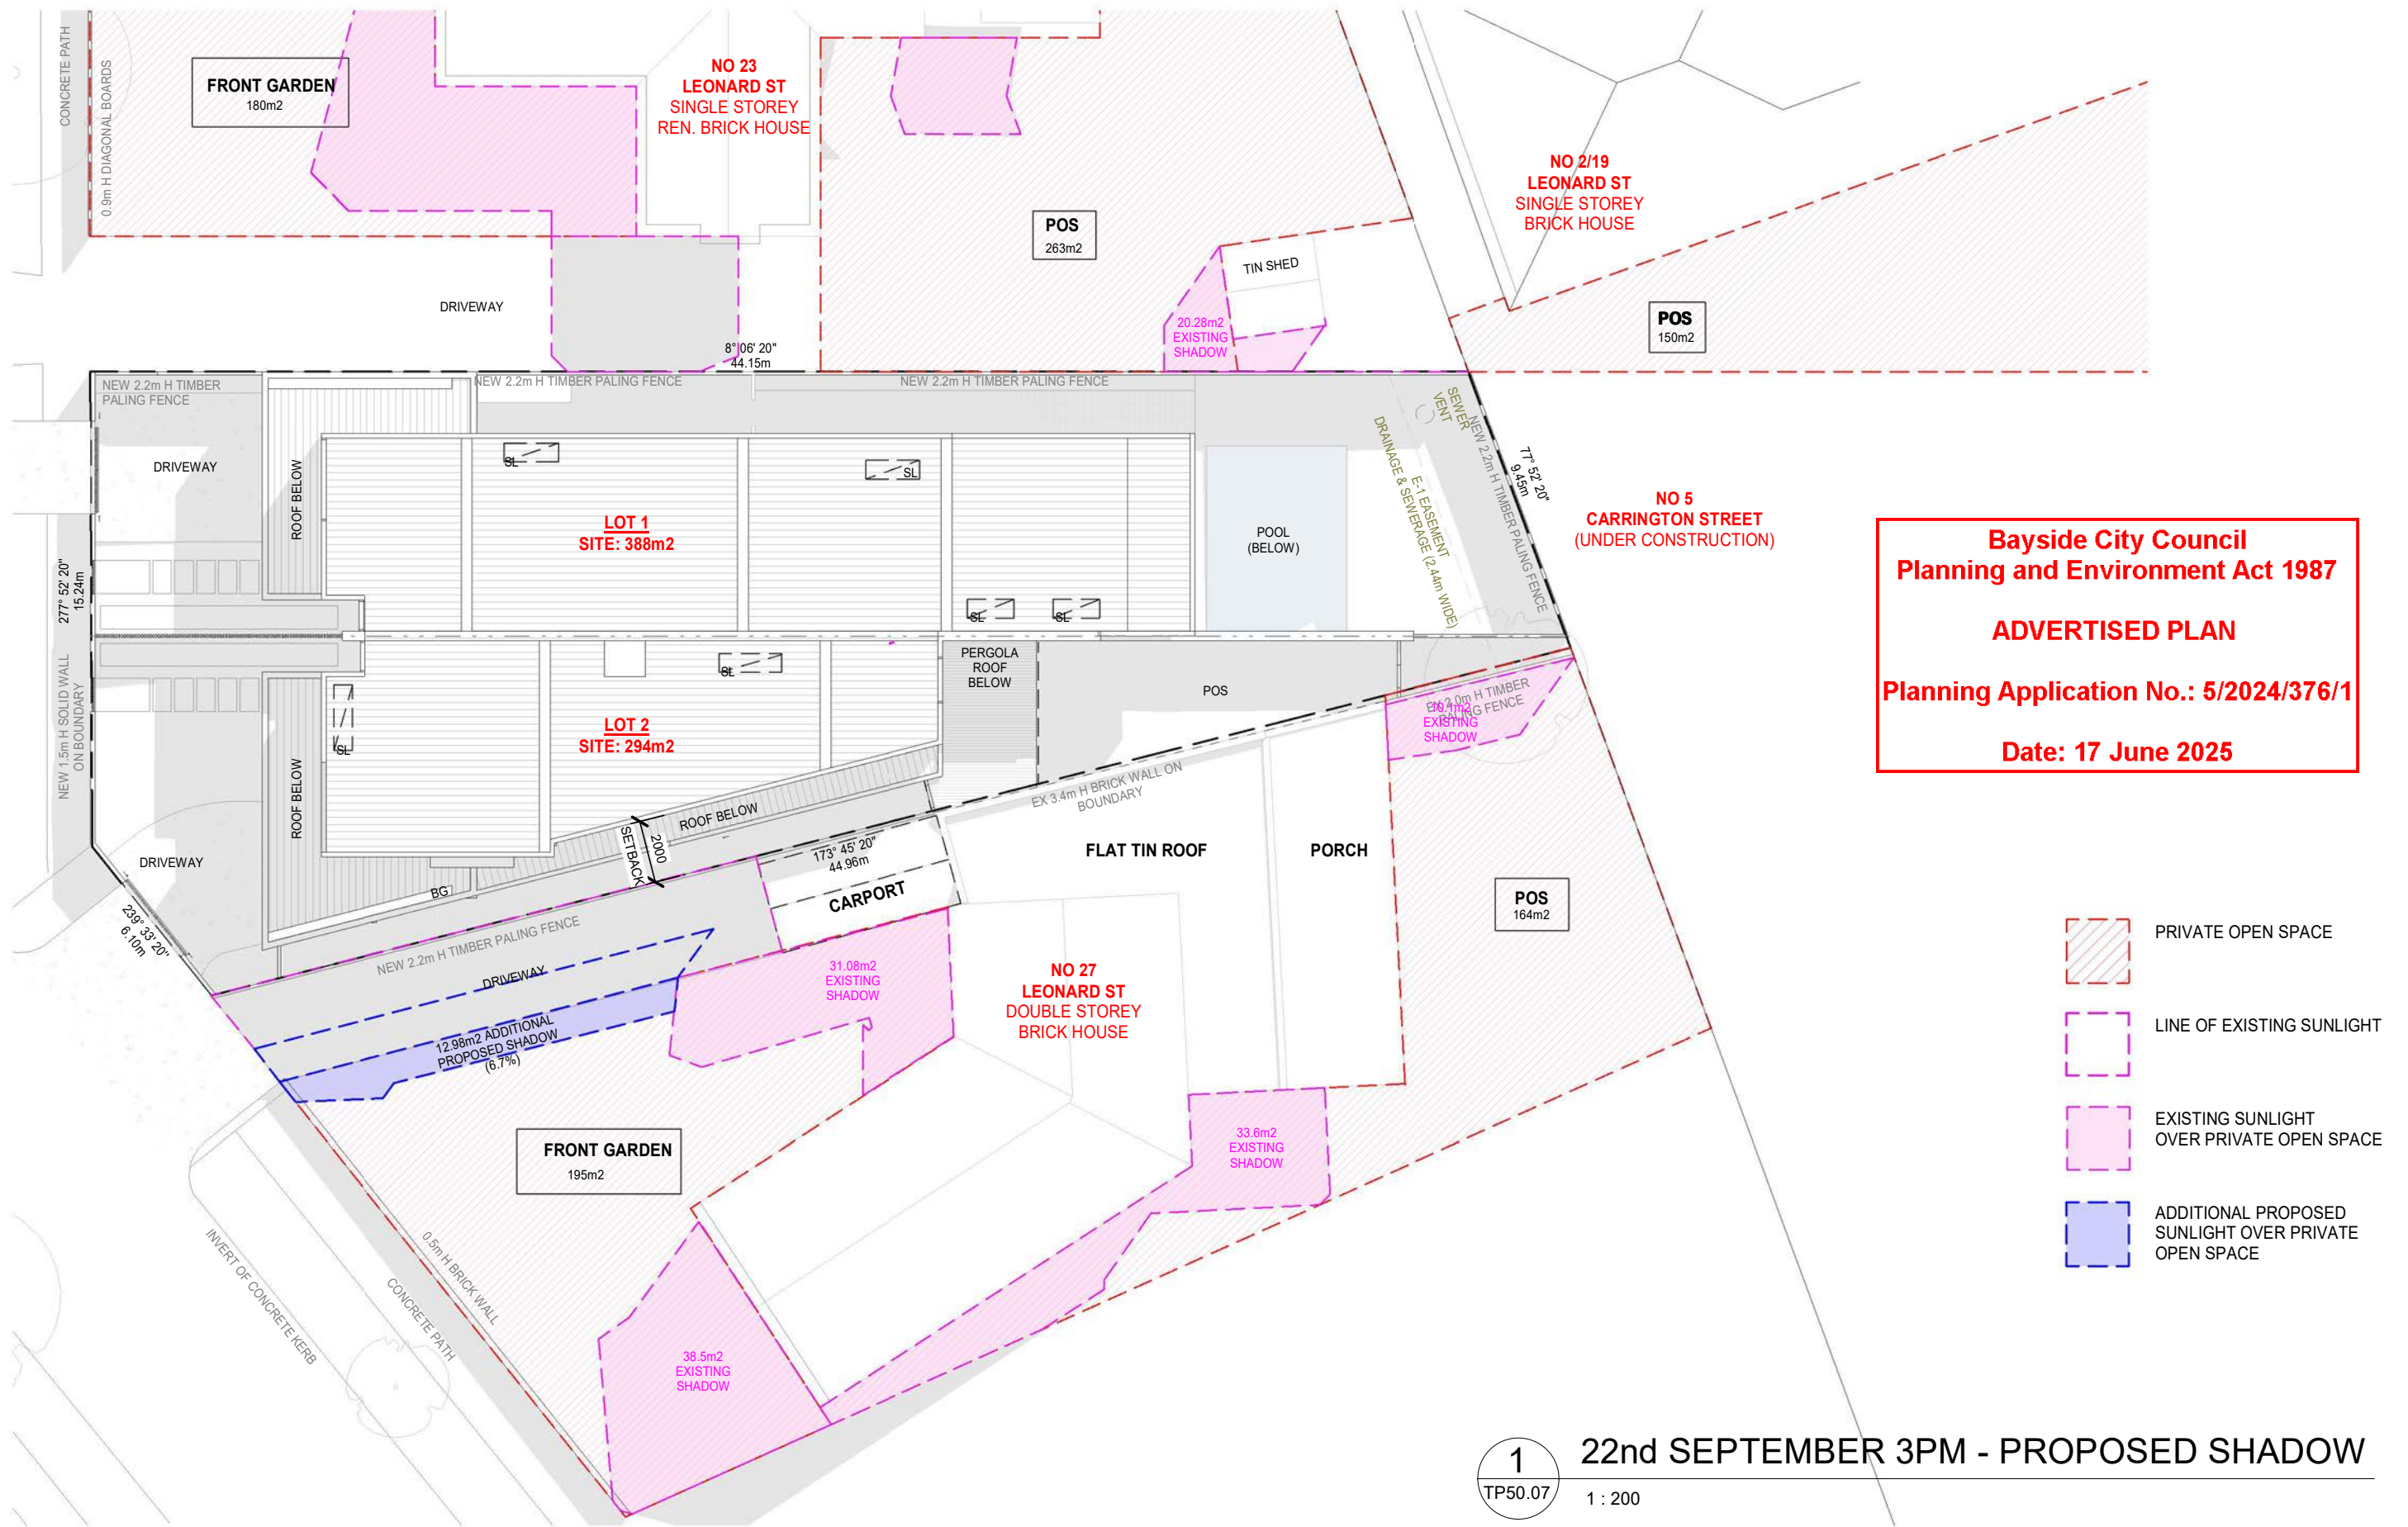 CONCRETE PATH
0.9m H DIAGONAL BOARDS
FRONT GARDEN
180m2
NO 23
LEONARD ST
SINGLE STOREY
REN. BRICK HOUSE
POS
263m2
NO 2/19
LEONARD ST
SINGLE STOREY
BRICK HOUSE
TIN SHED
POS
150m2
20.28m2
EXISTING
SHADOW
DRIVEWAY
8° 06' 20"
44.15m
NEW 2.2m H TIMBER
PALING FENCE
NEW 2.2m H TIMBER PALING FENCE
NEW 2.2m H TIMBER PALING FENCE
SEWER
VENT
NEW 2.2m H TIMBER PALING FENCE
77° 52' 20"
9.45m
DRAINAGE & SEWERAGE (2.44m WIDE)
E-1 EASEMENT
DRIVEWAY
ROOF BELOW
SL
SL
LOT 1
SITE: 388m2
POOL
(BELOW)
NO 5
CARRINGTON STREET
(UNDER CONSTRUCTION)
Bayside City Council
Planning and Environment Act 1987
ADVERTISED PLAN
Planning Application No.: 5/2024/376/1
Date: 17 June 2025
277° 52' 20"
15.24m
SL
SL
NEW 1.5m H SOLID WALL
ON BOUNDARY
SL
SL
PERGOLA
ROOF
BELOW
POS
LOT 2
SITE: 294m2
EX 2.0m H TIMBER
PALING FENCE
10.1m2
EXISTING
SHADOW
ROOF BELOW
ROOF BELOW
EX 3.4m H BRICK WALL ON
BOUNDARY
2000
SETBACK
173° 45' 20"
44.96m
FLAT TIN ROOF
PORCH
DRIVEWAY
BG
CARPORT
POS
164m2
239° 33' 20"
6.10m
NEW 2.2m H TIMBER PALING FENCE
DRIVEWAY
31.08m2
EXISTING
SHADOW
NO 27
LEONARD ST
DOUBLE STOREY
BRICK HOUSE
12.98m2 ADDITIONAL
PROPOSED SHADOW
(6.7%)
PRIVATE OPEN SPACE
LINE OF EXISTING SUNLIGHT
EXISTING SUNLIGHT
OVER PRIVATE OPEN SPACE
ADDITIONAL PROPOSED
SUNLIGHT OVER PRIVATE
OPEN SPACE
FRONT GARDEN
195m2
33.6m2
EXISTING
SHADOW
INVERT OF CONCRETE KERB
CONCRETE PATH
0.5m H BRICK WALL
38.5m2
EXISTING
SHADOW
1
TP50.07
22nd SEPTEMBER 3PM - PROPOSED SHADOW
1 : 200